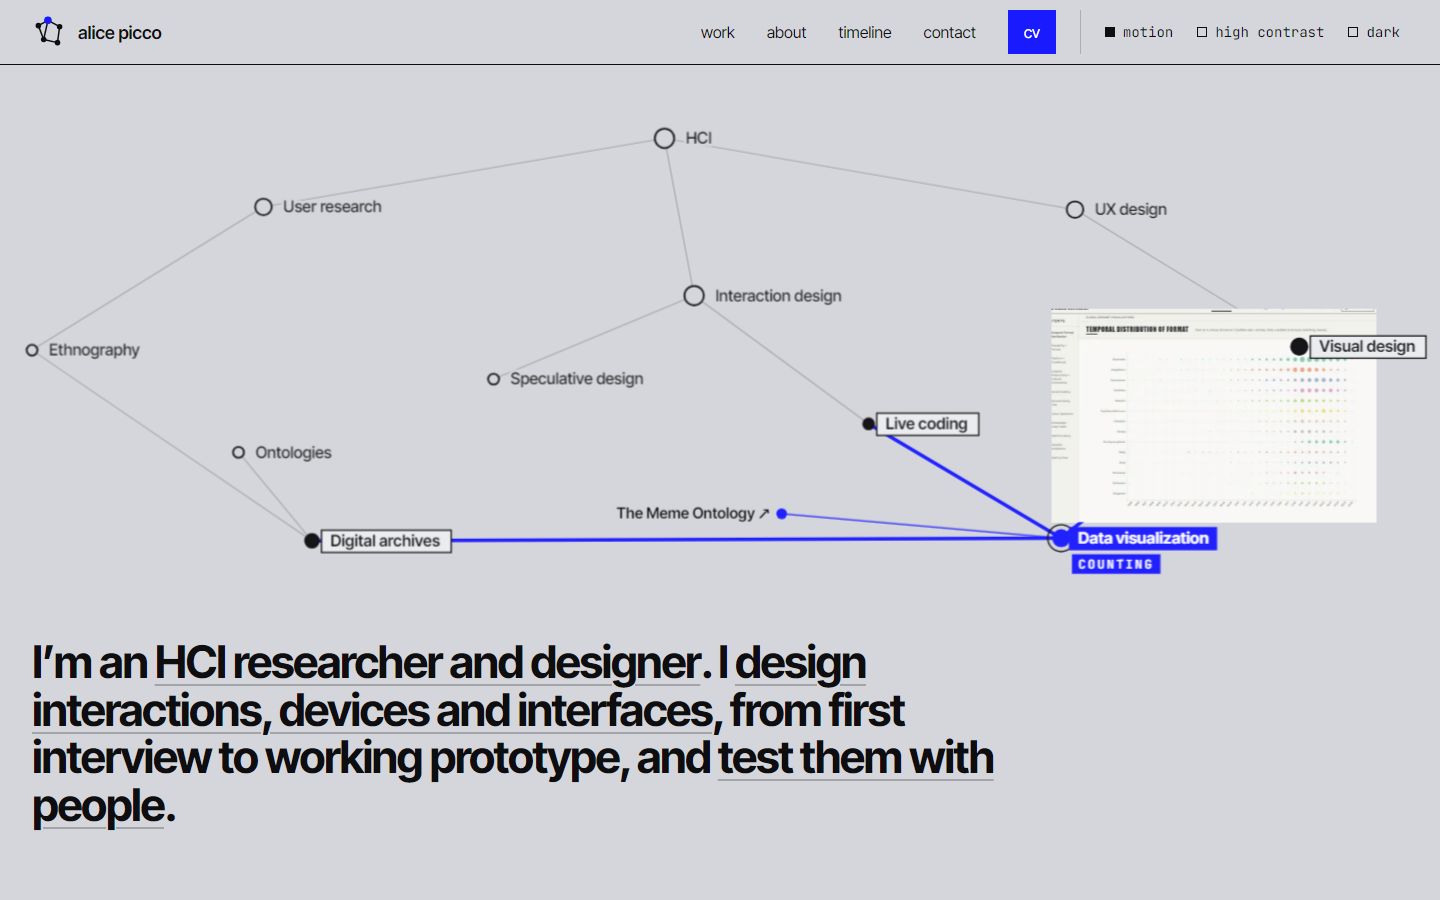 alice picco
work
about
timeline
contact
cv
motion
high contrast
dark
HCI
User research
UX design
Interaction design
TEMPORAL DISTRIBUTION OF FORMAT
Visual design
Ethnography
Speculative design
Live coding
Ontologies
The Meme Ontology ↗
Digital archives
Data visualization
COUNTING
I’m an HCI researcher and designer. I design
interactions, devices and interfaces, from first
interview to working prototype, and test them with
people.